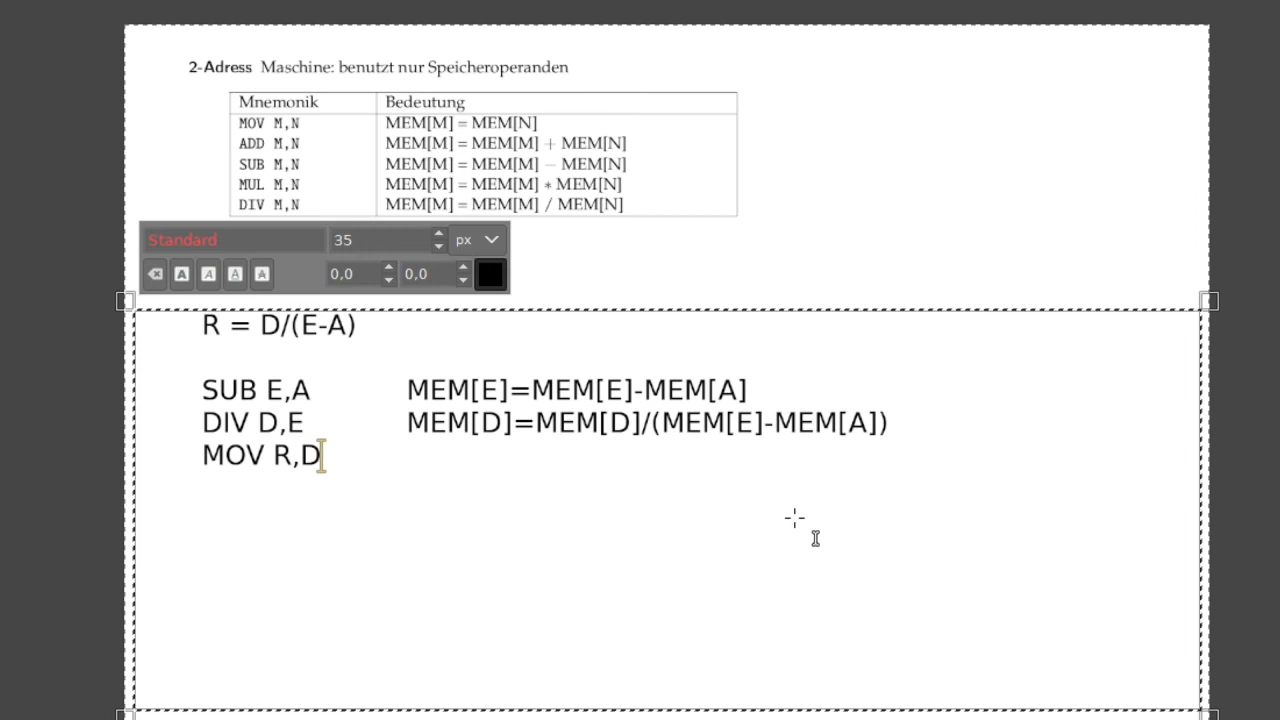 2-Adress Maschine: benutzt nur Speicheroperanden
Mnemonik Bedeutung
MOV M,N MEM[M] = MEM[N]
ADD M,N MEM[M] = MEM[M] + MEM[N]
SUB M,N MEM[M] = MEM[M] − MEM[N]
MUL M,N MEM[M] = MEM[M] * MEM[N]
DIV M,N MEM[M] = MEM[M] / MEM[N]
Standard 35 px
A A A A 0,0 0,0
R = D/(E-A)
SUB E,A MEM[E]=MEM[E]-MEM[A]
DIV D,E MEM[D]=MEM[D]/(MEM[E]-MEM[A])
MOV R,D